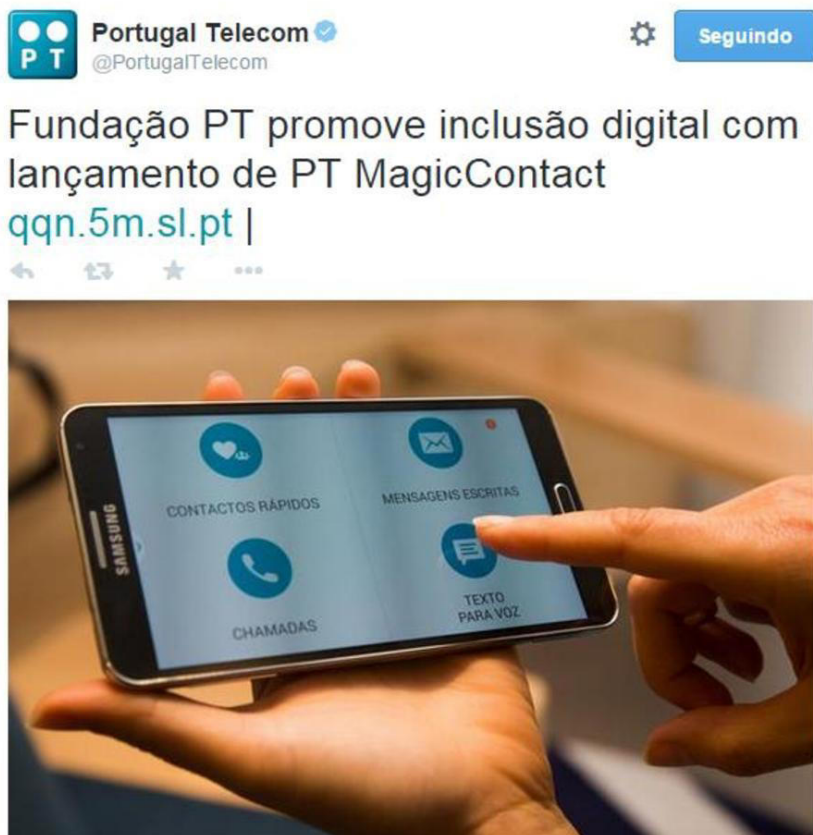 PT
Portugal Telecom
@PortugalTelecom
Seguindo
Fundação PT promove inclusão digital com
lançamento de PT MagicContact
qqn.5m.sl.pt |
SAMSUNG
CONTACTOS RÁPIDOS
MENSAGENS ESCRITAS
CHAMADAS
TEXTO
PARA VOZ